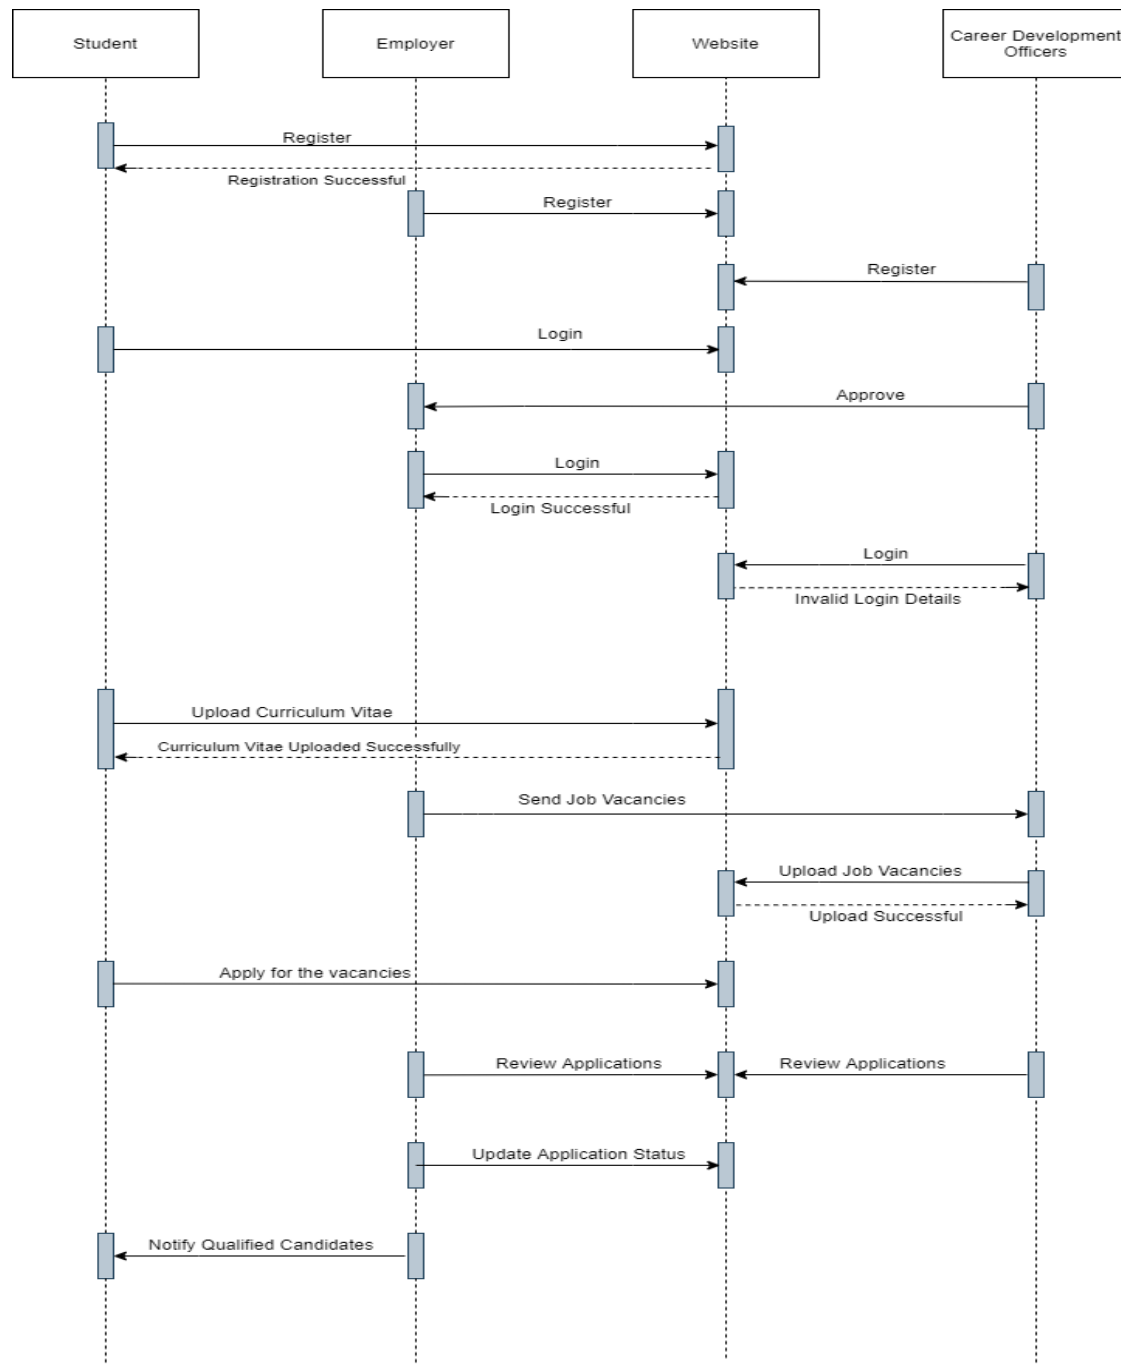 Student
Employer
Website
Career Development
Officers
Register
Registration Successful
Register
Register
Login
Approve
Login
Login Successful
Login
Invalid Login Details
Upload Curriculum Vitae
Curriculum Vitae Uploaded Successfully
Send Job Vacancies
Upload Job Vacancies
Upload Successful
Apply for the vacancies
Review Applications
Review Applications
Update Application Status
Notify Qualified Candidates